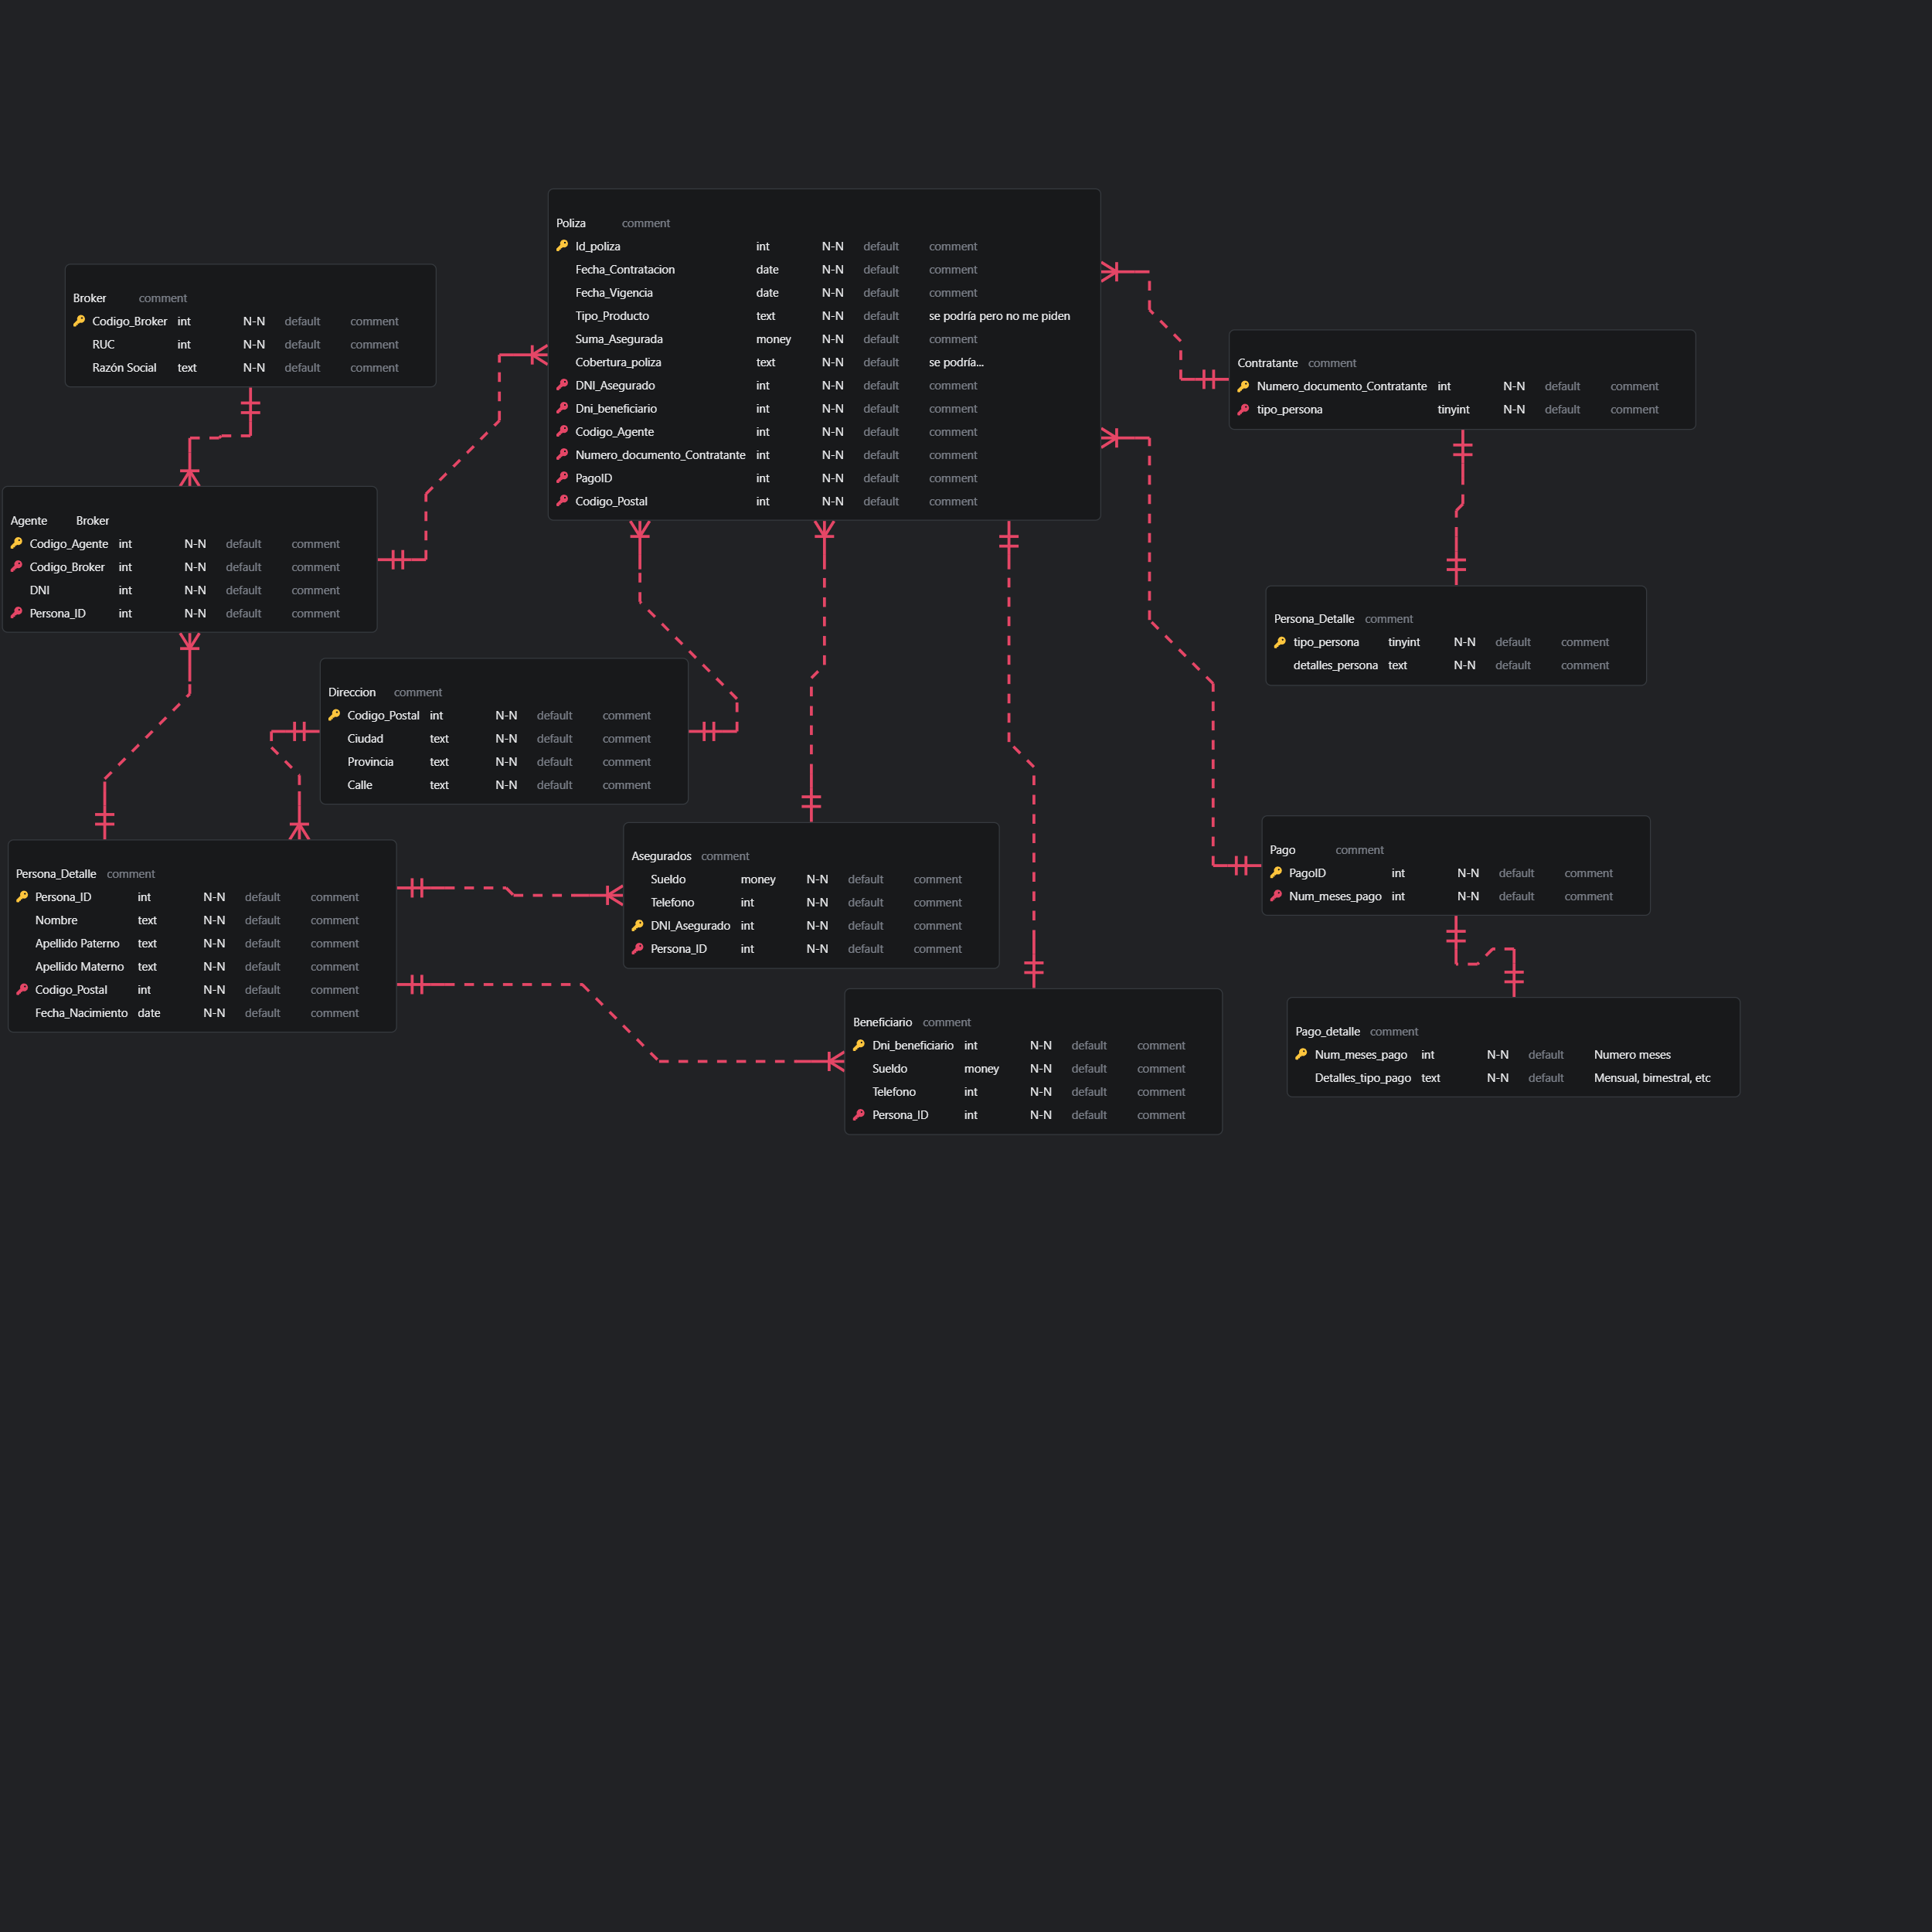 Poliza comment
Id_poliza int N-N default comment
Fecha_Contratacion date N-N default comment
Fecha_Vigencia date N-N default comment
Tipo_Producto text N-N default se podría pero no me piden
Suma_Asegurada money N-N default comment
Cobertura_poliza text N-N default se podría...
DNI_Asegurado int N-N default comment
Dni_beneficiario int N-N default comment
Codigo_Agente int N-N default comment
Numero_documento_Contratante int N-N default comment
PagoID int N-N default comment
Codigo_Postal int N-N default comment
Broker comment
Codigo_Broker int N-N default comment
RUC int N-N default comment
Razón Social text N-N default comment
Contratante comment
Numero_documento_Contratante int N-N default comment
tipo_persona tinyint N-N default comment
Agente Broker
Codigo_Agente int N-N default comment
Codigo_Broker int N-N default comment
DNI int N-N default comment
Persona_ID int N-N default comment
Persona_Detalle comment
tipo_persona tinyint N-N default comment
detalles_persona text N-N default comment
Direccion comment
Codigo_Postal int N-N default comment
Ciudad text N-N default comment
Provincia text N-N default comment
Calle text N-N default comment
Pago comment
PagoID int N-N default comment
Num_meses_pago int N-N default comment
Asegurados comment
Sueldo money N-N default comment
Telefono int N-N default comment
DNI_Asegurado int N-N default comment
Persona_ID int N-N default comment
Persona_Detalle comment
Persona_ID int N-N default comment
Nombre text N-N default comment
Apellido Paterno text N-N default comment
Apellido Materno text N-N default comment
Codigo_Postal int N-N default comment
Fecha_Nacimiento date N-N default comment
Beneficiario comment
Dni_beneficiario int N-N default comment
Sueldo money N-N default comment
Telefono int N-N default comment
Persona_ID int N-N default comment
Pago_detalle comment
Num_meses_pago int N-N default Numero meses
Detalles_tipo_pago text N-N default Mensual, bimestral, etc